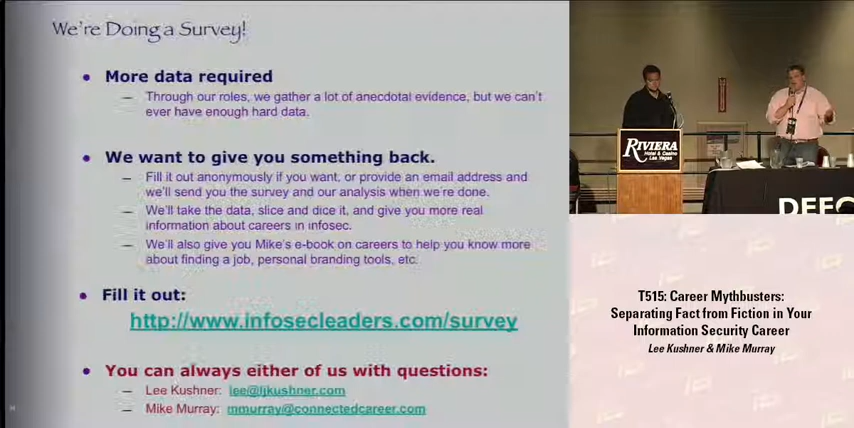 We're Doing a Survey!
• More data required
– Through our roles, we gather a lot of anecdotal evidence, but we can't
ever have enough hard data.
• We want to give you something back.
– Fill it out anonymously if you want, or provide an email address and
we'll send you the survey and our analysis when we're done.
– We'll take the data, slice and dice it, and give you more real
information about careers in infosec.
– We'll also give you Mike's e-book on careers to help you know more
about finding a job, personal branding tools, etc.
• Fill it out:
http://www.infosecleaders.com/survey
• You can always either of us with questions:
– Lee Kushner: lee@ljkushner.com
– Mike Murray: mmurray@connectedcareer.com
RIVIERA
Hotel & Casino
Las Vegas
DEFC
T515: Career Mythbusters:
Separating Fact from Fiction in Your
Information Security Career
Lee Kushner & Mike Murray